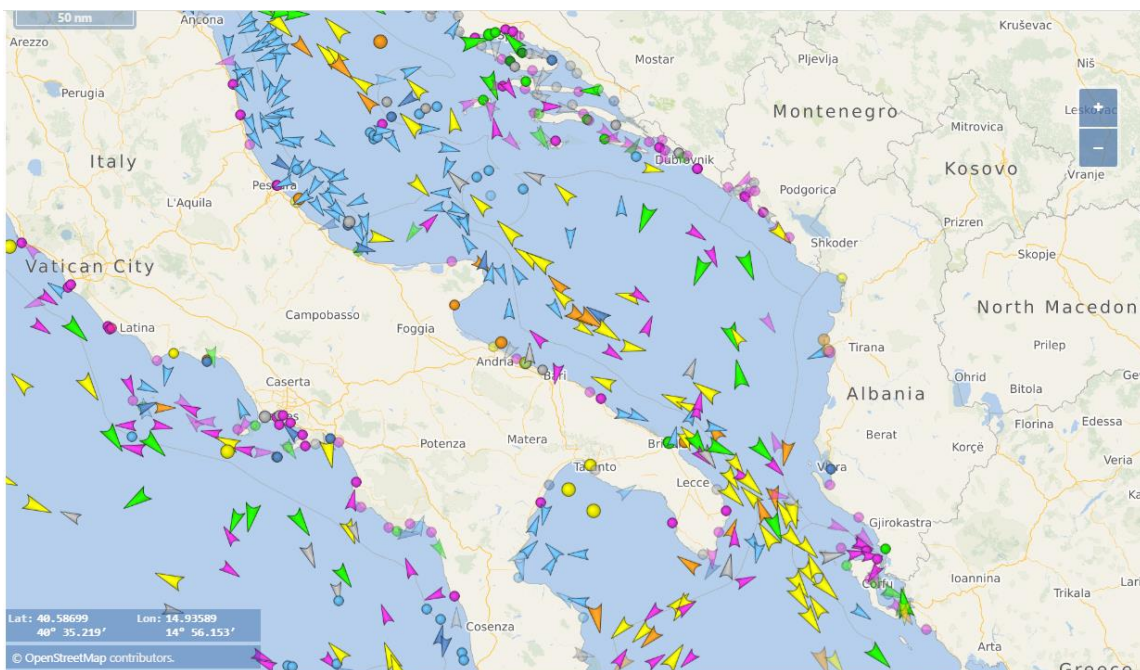 50 nm
Ancona
Arezzo
Kruševac
Mostar
Pljevlja
Niš
Perugia
Montenegro
Mitrovica
+
−
Italy
Dubrovnik
Kosovo
Vranje
L'Aquila
Podgorica
Prizren
Shkoder
Skopje
Vatican City
Latina
Campobasso
Foggia
North Macedon
Tirana
Prilep
Andria
Bari
Ohrid
Bitola
Caserta
Albania
Florina
Edessa
Potenza
Matera
Berat
Korçë
Veria
Taranto
Lecce
Gjirokastra
Ioannina
Corfu
Trikala
Lat: 40.58699
Lon: 14.93589
40° 35.219′
14° 56.153′
Cosenza
Arta
Greece
© OpenStreetMap contributors.